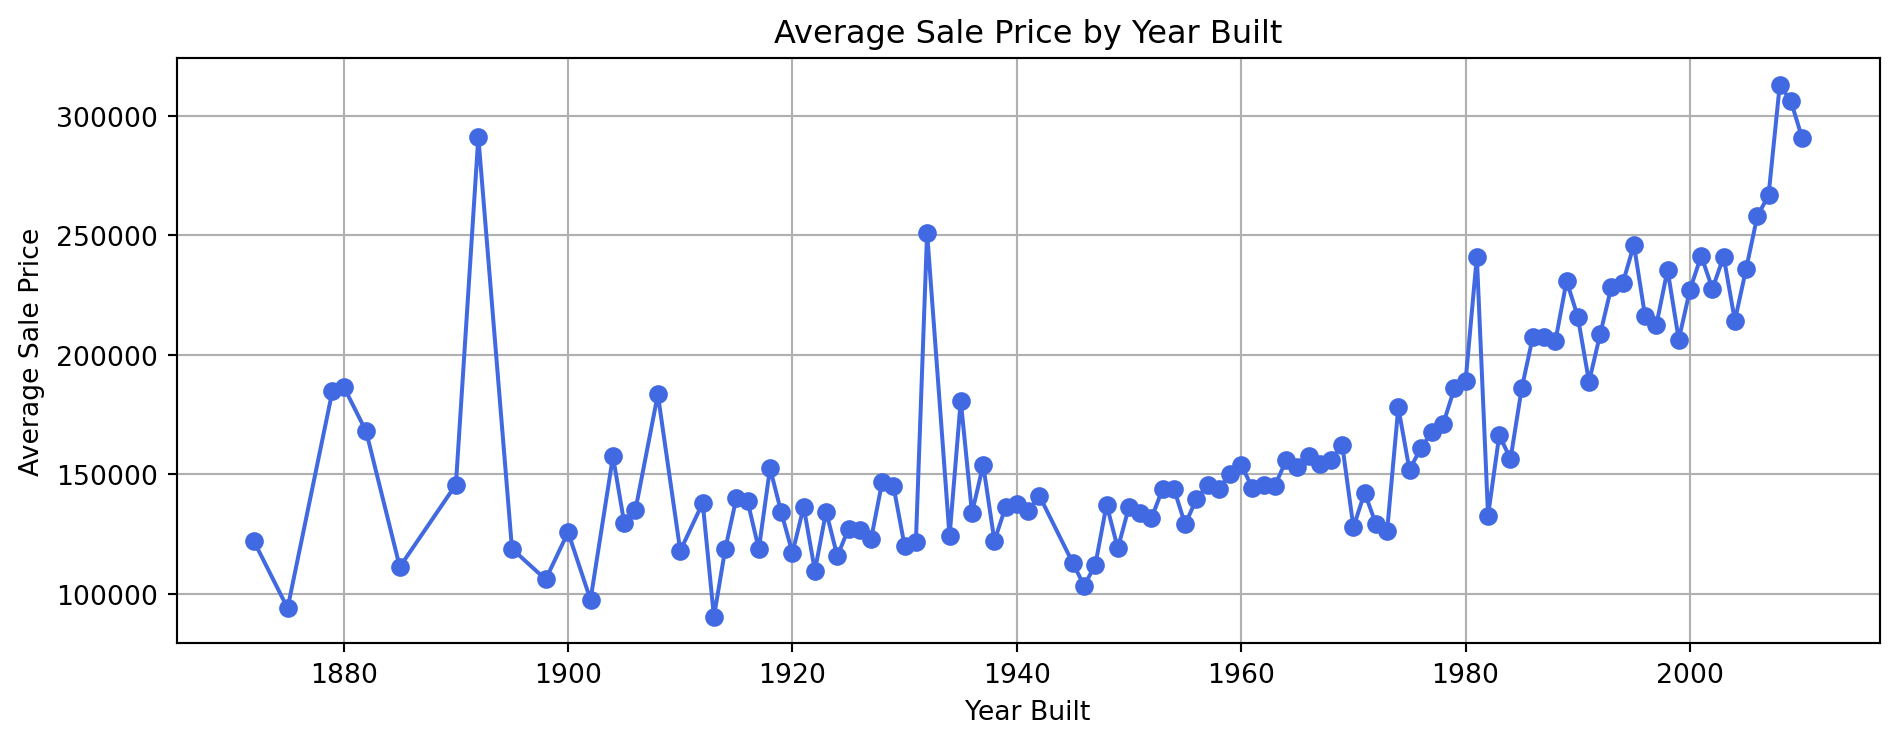 Average Sale Price by Year Built
300000
250000
200000
150000
100000
Average Sale Price
1880 1900 1920 1940 1960 1980 2000
Year Built